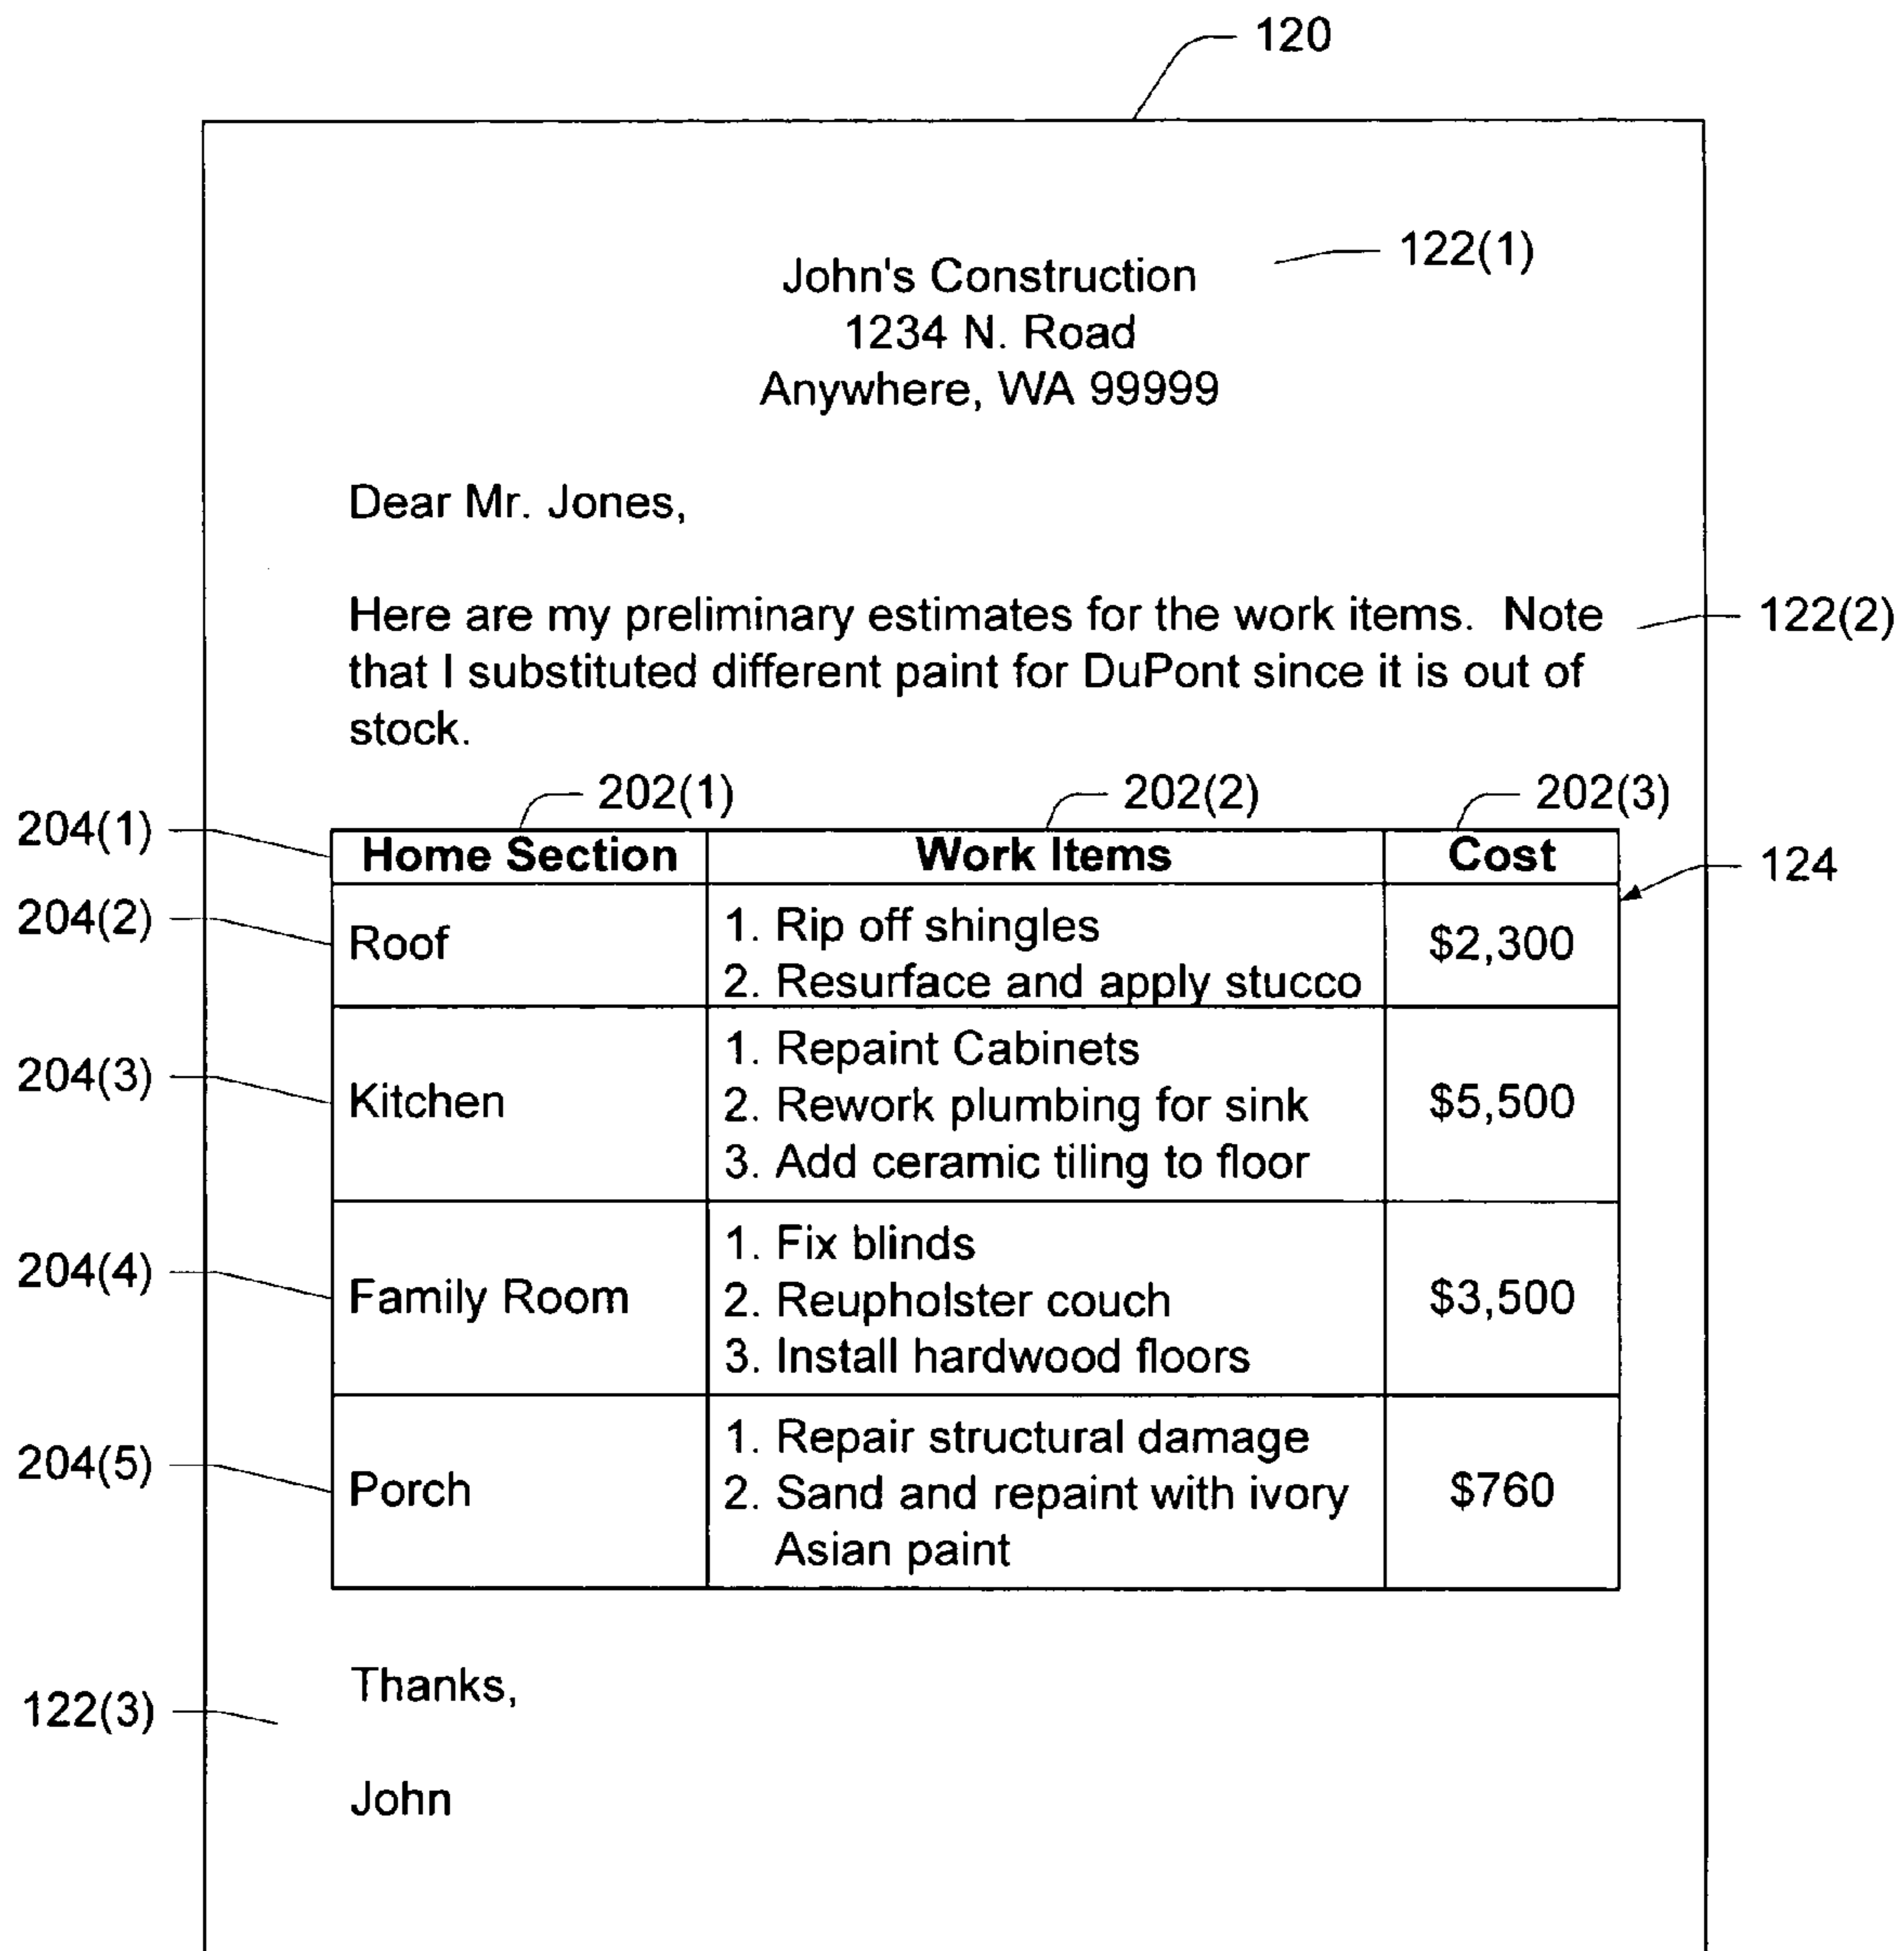 120
John's Construction
122(1)
1234 N. Road
Anywhere, WA 99999
Dear Mr. Jones,
Here are my preliminary estimates for the work items. Note
122(2)
that I substituted different paint for DuPont since it is out of
stock.
202(1) 202(2) 202(3)
204(1)
Home Section Work Items Cost
124
204(2)
Roof
1. Rip off shingles
2. Resurface and apply stucco
$2,300
204(3)
Kitchen
1. Repaint Cabinets
2. Rework plumbing for sink
3. Add ceramic tiling to floor
$5,500
204(4)
Family Room
1. Fix blinds
2. Reupholster couch
3. Install hardwood floors
$3,500
204(5)
Porch
1. Repair structural damage
2. Sand and repaint with ivory
Asian paint
$760
Thanks,
122(3)
John